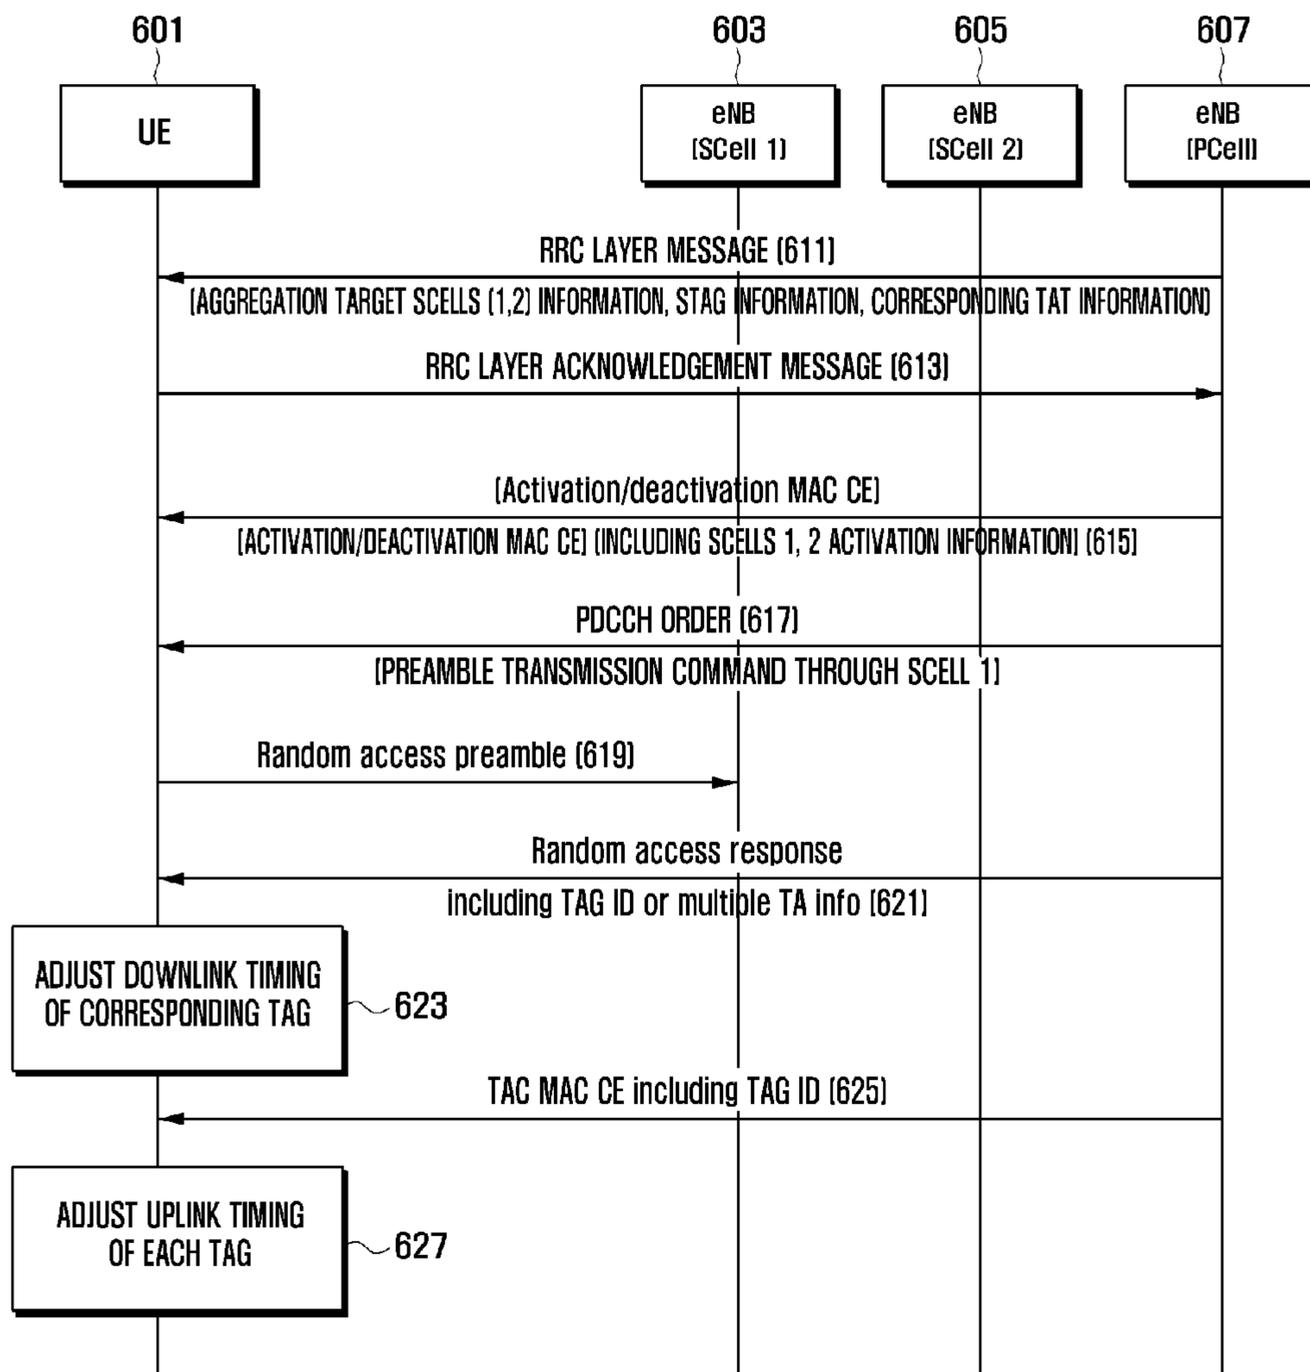 601 603 605 607
UE
eNB
(SCell 1)
eNB
(SCell 2)
eNB
(PCell)
RRC LAYER MESSAGE (611)
(AGGREGATION TARGET SCELLS (1,2) INFORMATION, STAG INFORMATION, CORRESPONDING TAT INFORMATION)
RRC LAYER ACKNOWLEDGEMENT MESSAGE (613)
(Activation/deactivation MAC CE)
(ACTIVATION/DEACTIVATION MAC CE) (INCLUDING SCELLS 1, 2 ACTIVATION INFORMATION) (615)
PDCCH ORDER (617)
(PREAMBLE TRANSMISSION COMMAND THROUGH SCELL 1)
Random access preamble (619)
Random access response
including TAG ID or multiple TA info (621)
ADJUST DOWNLINK TIMING
OF CORRESPONDING TAG
623
TAC MAC CE including TAG ID (625)
ADJUST UPLINK TIMING
OF EACH TAG
627